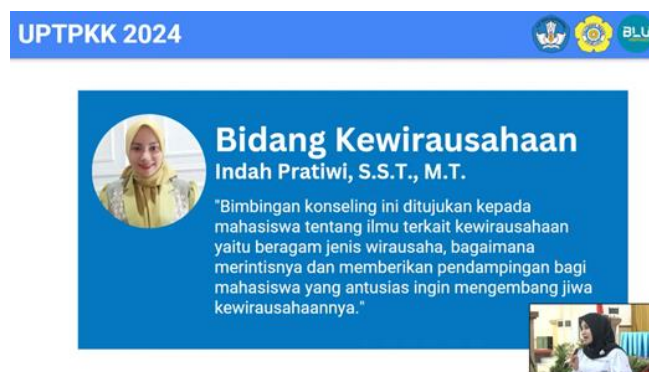 UPTPKK 2024
BLU
Bidang Kewirausahaan
Indah Pratiwi, S.S.T., M.T.
"Bimbingan konseling ini ditujukan kepada
mahasiswa tentang ilmu terkait kewirausahaan
yaitu beragam jenis wirausaha, bagaimana
merintisnya dan memberikan pendampingan bagi
mahasiswa yang antusias ingin mengembang jiwa
kewirausahaannya."